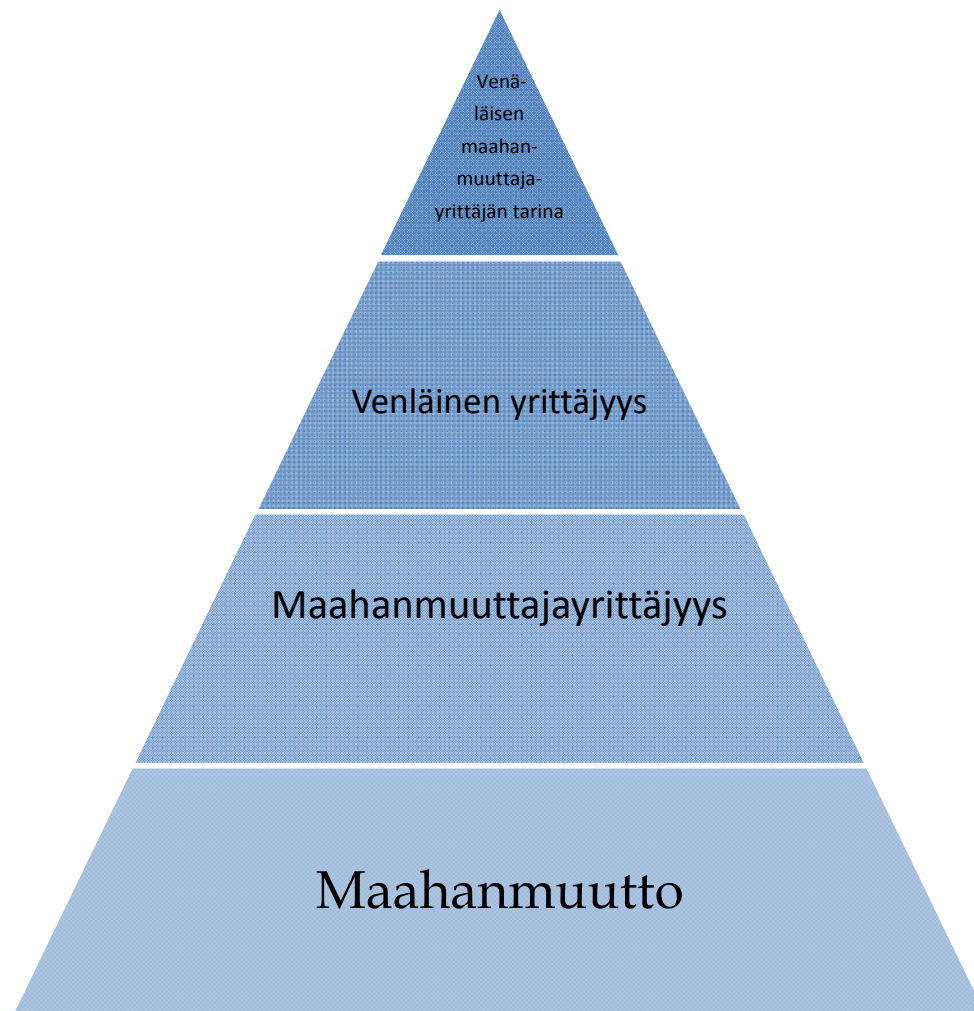 Venä-
läisen
maahan-
muuttaja-
yrittäjän tarina
Venläinen yrittäjyys
Maahanmuuttajayrittäjyys
Maahanmuutto